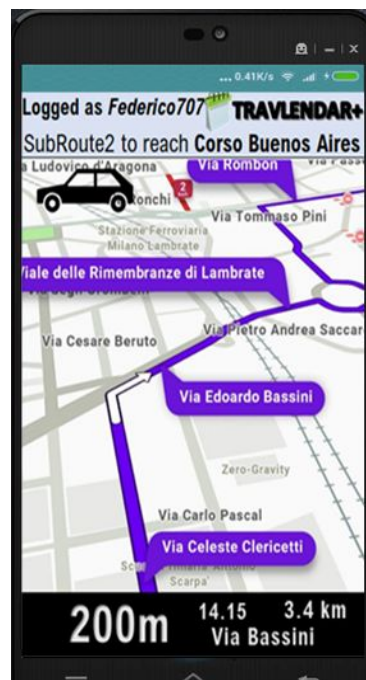 ... 0.41K/s
Logged as Federico707 TRAVLENDAR+
SubRoute2 to reach Corso Buenos Aires
a Ludovico d'Aragona
Via Rombon
2
onchi
Via Tommaso Pini
Stazione Ferroviaria
Milano Lambrate
Viale delle Rimembranze di Lambrate
Via Pietro Andrea Saccar
Via Cesare Beruto
Via Edoardo Bassini
Zero-Gravity
Via Carlo Pascal
Via Celeste Clericetti
Scarpa'
200m
14.15 3.4 km
Via Bassini